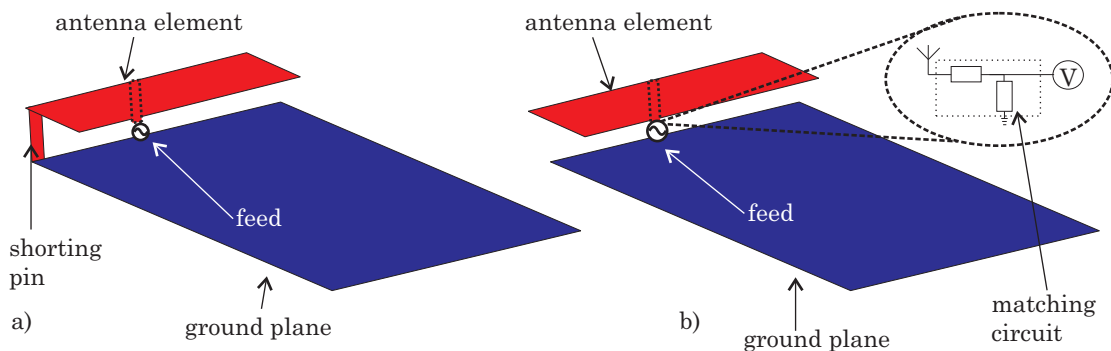 antenna element
feed
shorting
pin
ground plane
a)
antenna element
V
feed
matching
circuit
ground plane
b)